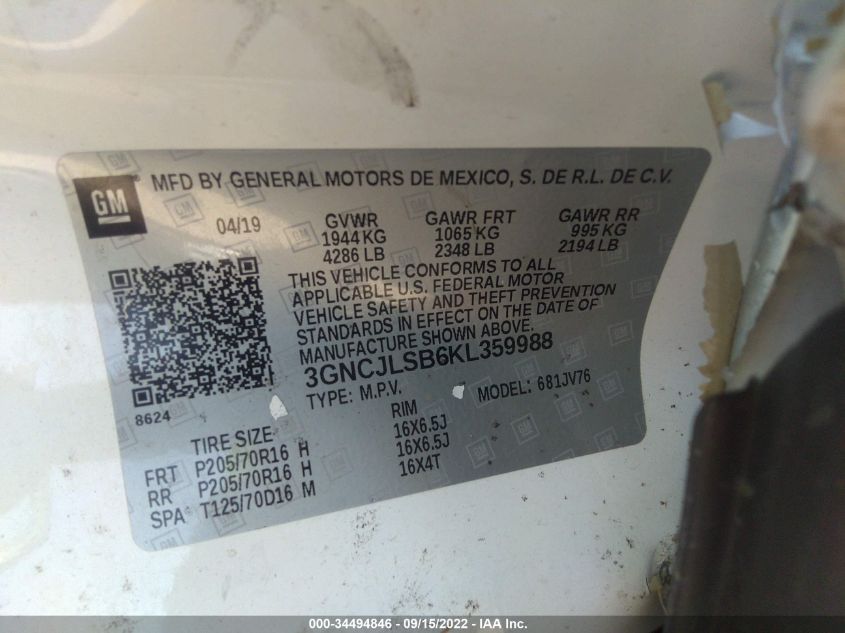 GM MFD BY GENERAL MOTORS DE MEXICO, S. DE R.L. DE C.V.
04/19 GVWR GAWR FRT GAWR RR
1944 KG 1065 KG 995 KG
4286 LB 2348 LB 2194 LB
THIS VEHICLE CONFORMS TO ALL
APPLICABLE U.S. FEDERAL MOTOR
VEHICLE SAFETY AND THEFT PREVENTION
STANDARDS IN EFFECT ON THE DATE OF
MANUFACTURE SHOWN ABOVE.
3GNCJLSB6KL359988
8624 TYPE: M.P.V. MODEL: 681JV76
TIRE SIZE RIM
FRT P205/70R16 H 16X6.5J
RR P205/70R16 H 16X6.5J
SPA T125/70D16 M 16X4T
000-34494846 - 09/15/2022 - IAA Inc.